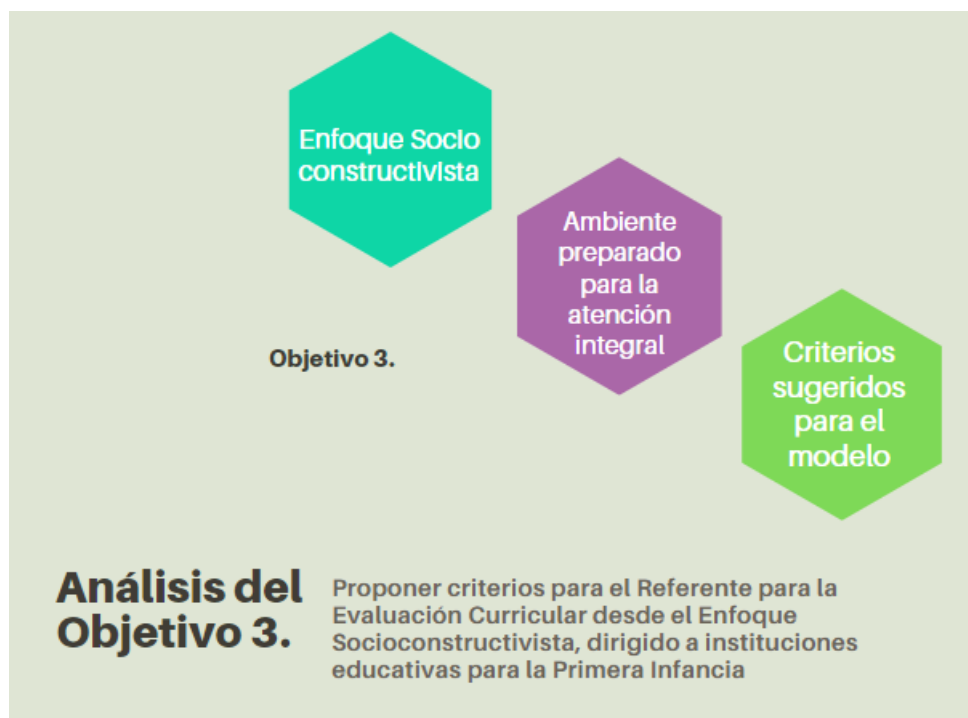 Enfoque Socio
constructivista
Ambiente
preparado
para la
atención
integral
Criterios
sugeridos
para el
modelo
Objetivo 3.
Análisis del
Objetivo 3.
Proponer criterios para el Referente para la
Evaluación Curricular desde el Enfoque
Socioconstructivista, dirigido a instituciones
educativas para la Primera Infancia